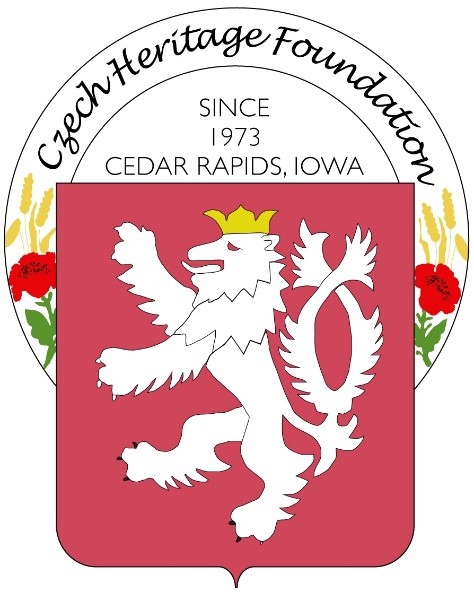 Czech Heritage Foundation
SINCE
1973
CEDAR RAPIDS, IOWA